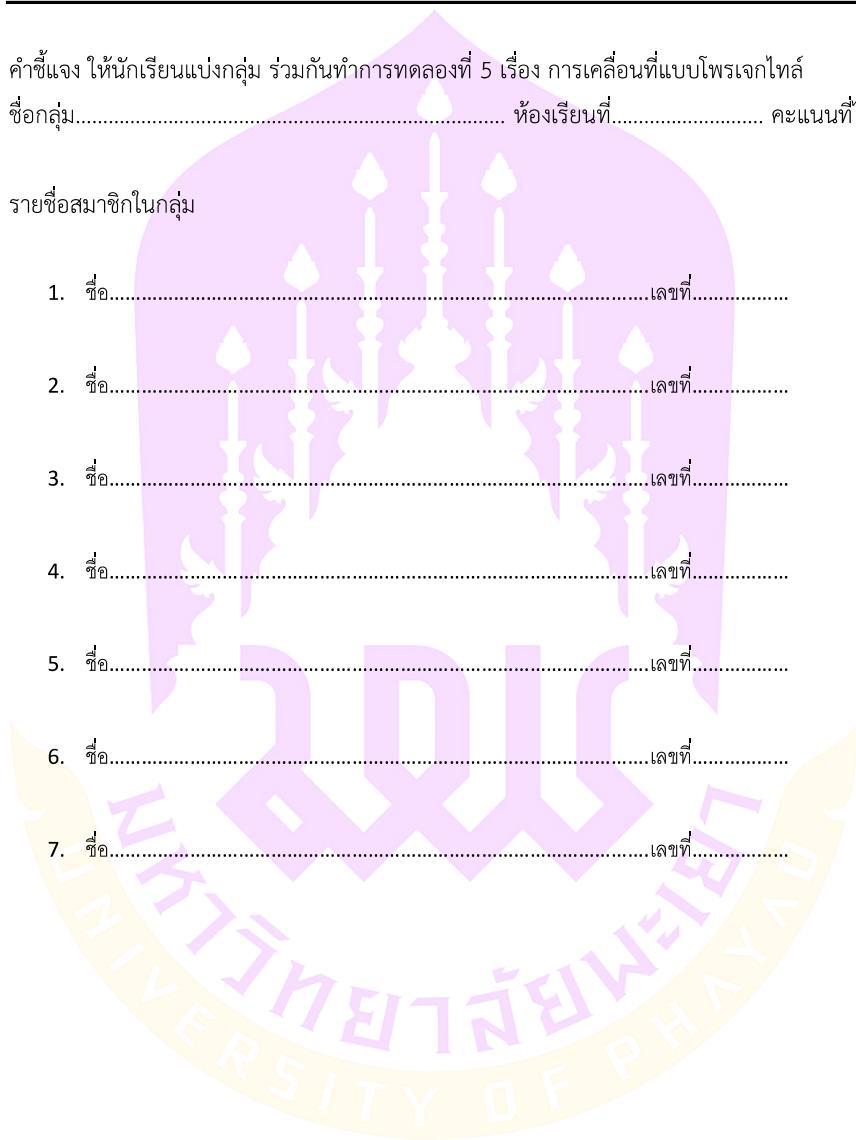 คำชี้แจง ให้นักเรียนแบ่งกลุ่ม ร่วมกันทำการทดลองที่ 5 เรื่อง การเคลื่อนที่แบบโพรเจกไทล์
ชื่อกลุ่ม............................................................................... ห้องเรียนที่............................ คะแนนที่
รายชื่อสมาชิกในกลุ่ม
1. ชื่อ....................................................................................................เลขที่..................
2. ชื่อ....................................................................................................เลขที่..................
3. ชื่อ....................................................................................................เลขที่..................
4. ชื่อ....................................................................................................เลขที่..................
5. ชื่อ....................................................................................................เลขที่..................
6. ชื่อ....................................................................................................เลขที่..................
7. ชื่อ....................................................................................................เลขที่..................
มหาวิทยาลัยพะเยา
UNIVERSITY OF PHAYAO